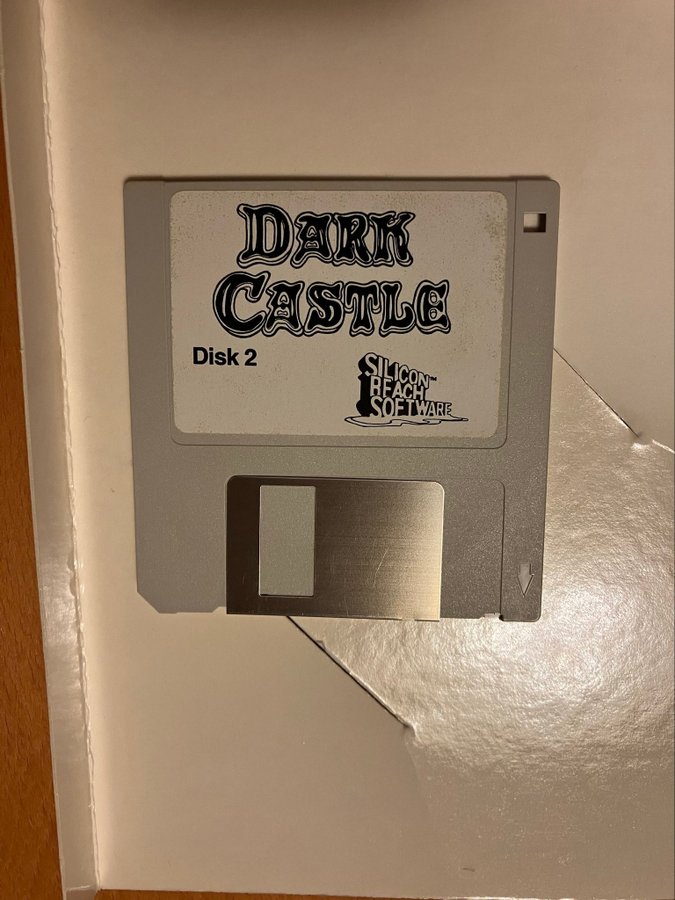 DARK
CASTLE
Disk 2
SILICON™
BEACH
SOFTWARE